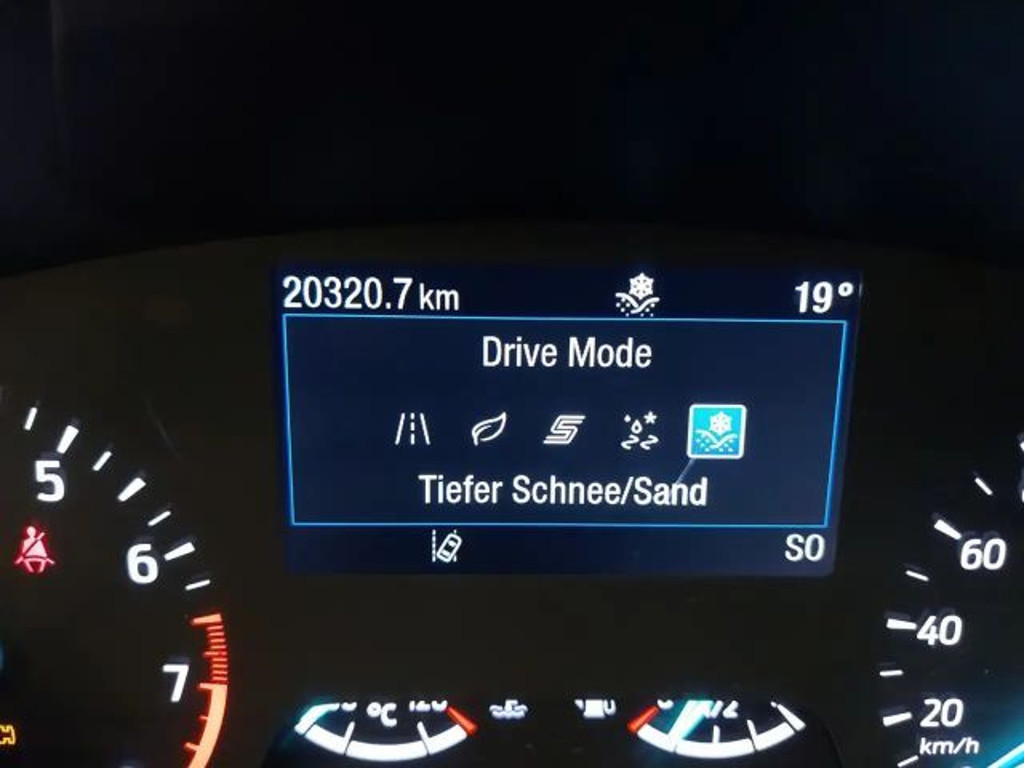 20320.7 km 19°
Drive Mode
Tiefer Schnee/Sand
SO
5
6
7
60
40
20
km/h
°C